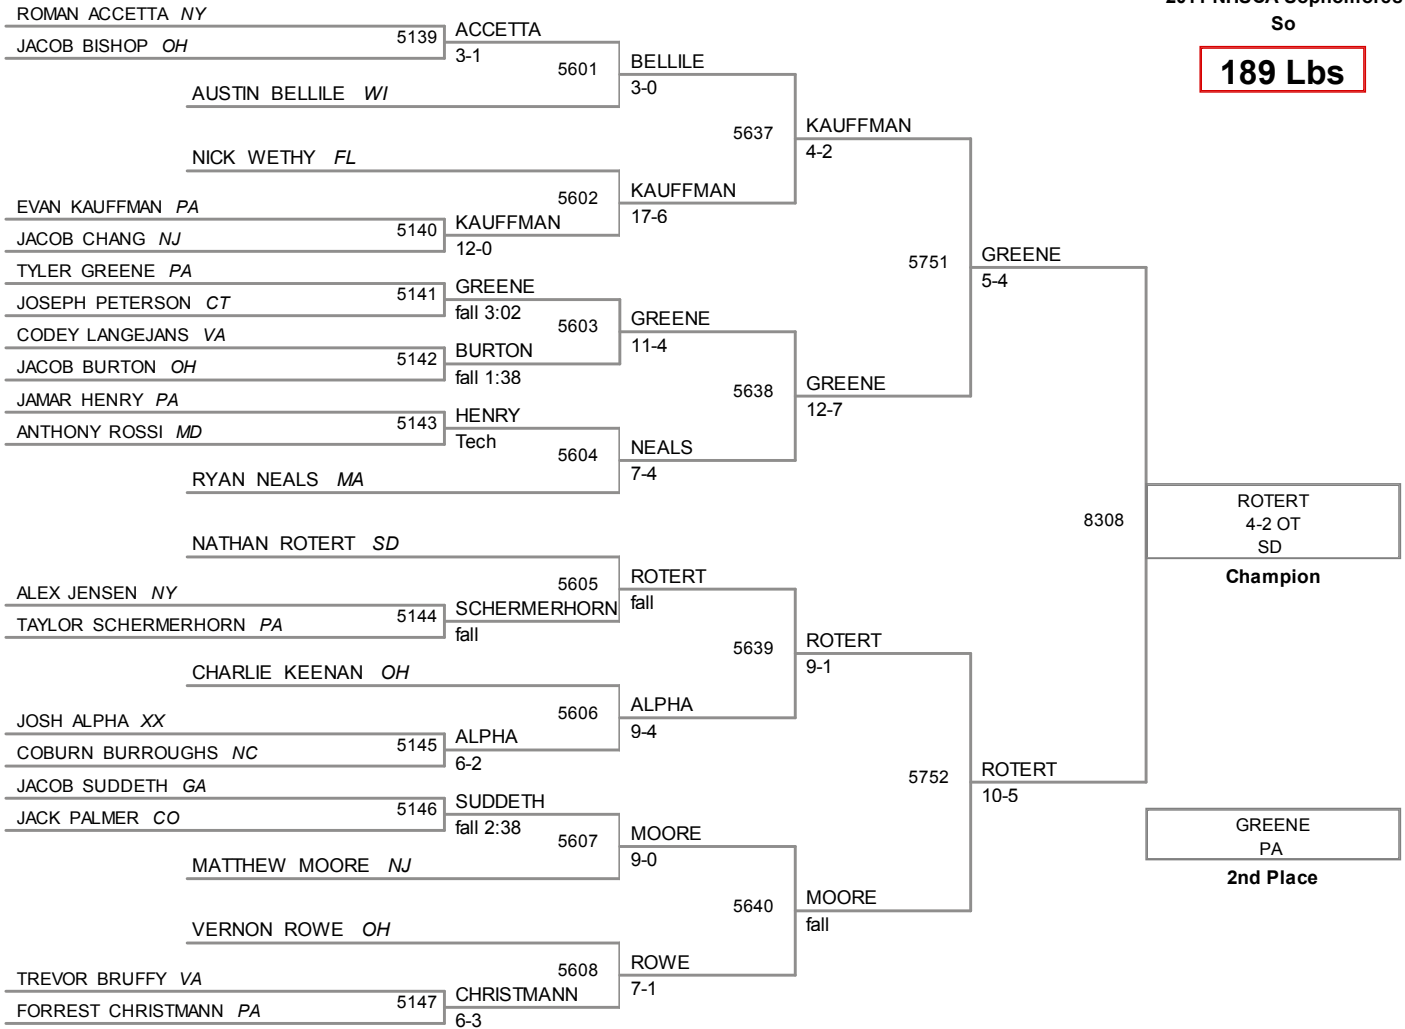 2011 NHSCA Sophomores
So
189 Lbs
ROMAN ACCETTA NY
JACOB BISHOP OH
5139
ACCETTA
3-1
AUSTIN BELLILE WI
5601
BELLILE
3-0
NICK WETHY FL
EVAN KAUFFMAN PA
JACOB CHANG NJ
5140
KAUFFMAN
12-0
5602
KAUFFMAN
17-6
5637
KAUFFMAN
4-2
TYLER GREENE PA
JOSEPH PETERSON CT
5141
GREENE
fall 3:02
CODEY LANGEJANS VA
JACOB BURTON OH
5142
BURTON
fall 1:38
5603
GREENE
11-4
JAMAR HENRY PA
ANTHONY ROSSI MD
5143
HENRY
Tech
RYAN NEALS MA
5604
NEALS
7-4
5638
GREENE
12-7
5751
GREENE
5-4
NATHAN ROTERT SD
ALEX JENSEN NY
TAYLOR SCHERMERHORN PA
5144
SCHERMERHORN
fall
5605
ROTERT
fall
CHARLIE KEENAN OH
JOSH ALPHA XX
COBURN BURROUGHS NC
5145
ALPHA
6-2
5606
ALPHA
9-4
5639
ROTERT
9-1
JACOB SUDDETH GA
JACK PALMER CO
5146
SUDDETH
fall 2:38
MATTHEW MOORE NJ
5607
MOORE
9-0
VERNON ROWE OH
TREVOR BRUFFY VA
FORREST CHRISTMANN PA
5147
CHRISTMANN
6-3
5608
ROWE
7-1
5640
MOORE
fall
5752
ROTERT
10-5
8308
ROTERT
4-2 OT
SD
Champion
GREENE
PA
2nd Place